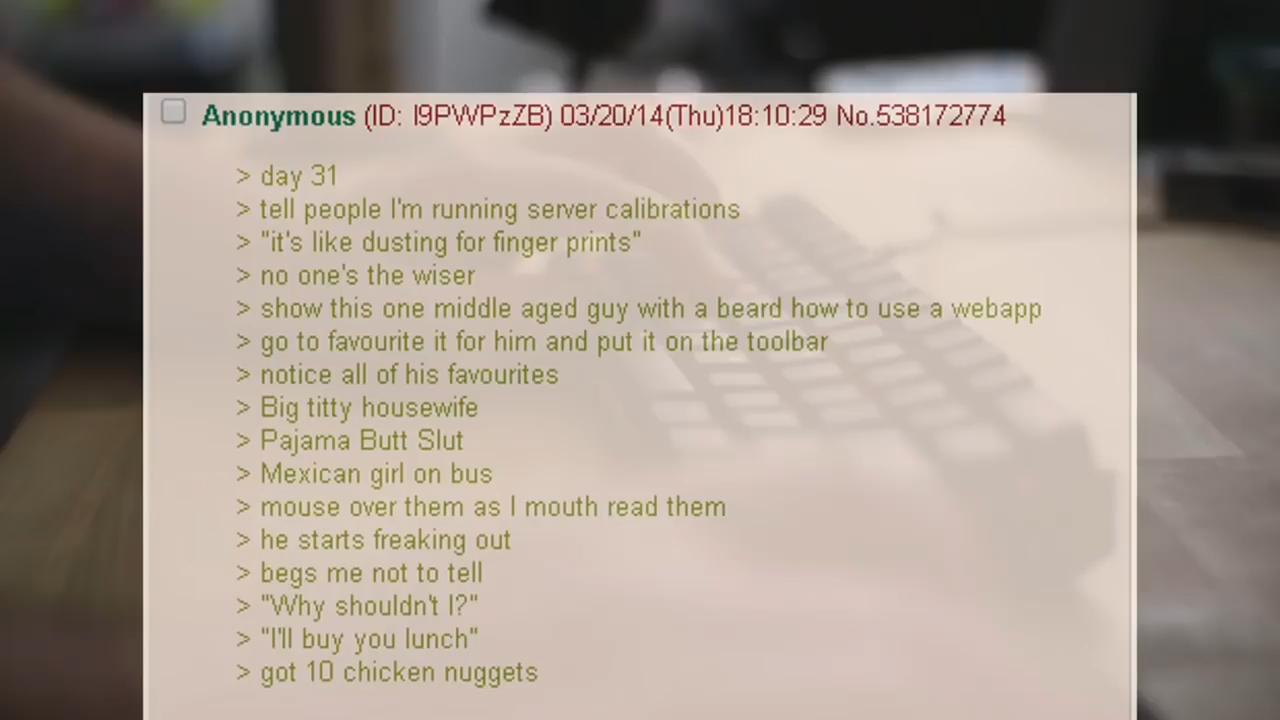 Anonymous (ID: I9PWPzZB) 03/20/14(Thu)18:10:29 No.538172774
> day 31
> tell people I'm running server calibrations
> "it's like dusting for finger prints"
> no one's the wiser
> show this one middle aged guy with a beard how to use a webapp
> go to favourite it for him and put it on the toolbar
> notice all of his favourites
> Big titty housewife
> Pajama Butt Slut
> Mexican girl on bus
> mouse over them as I mouth read them
> he starts freaking out
> begs me not to tell
> "Why shouldn't I?"
> "I'll buy you lunch"
> got 10 chicken nuggets